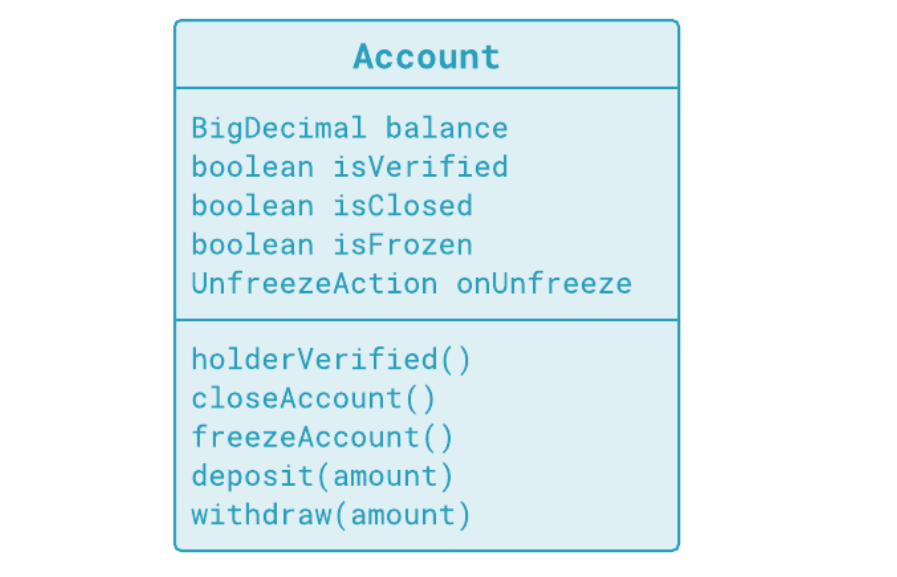 Account
BigDecimal balance
boolean isVerified
boolean isClosed
boolean isFrozen
UnfreezeAction onUnfreeze
holderVerified()
closeAccount()
freezeAccount()
deposit(amount)
withdraw(amount)